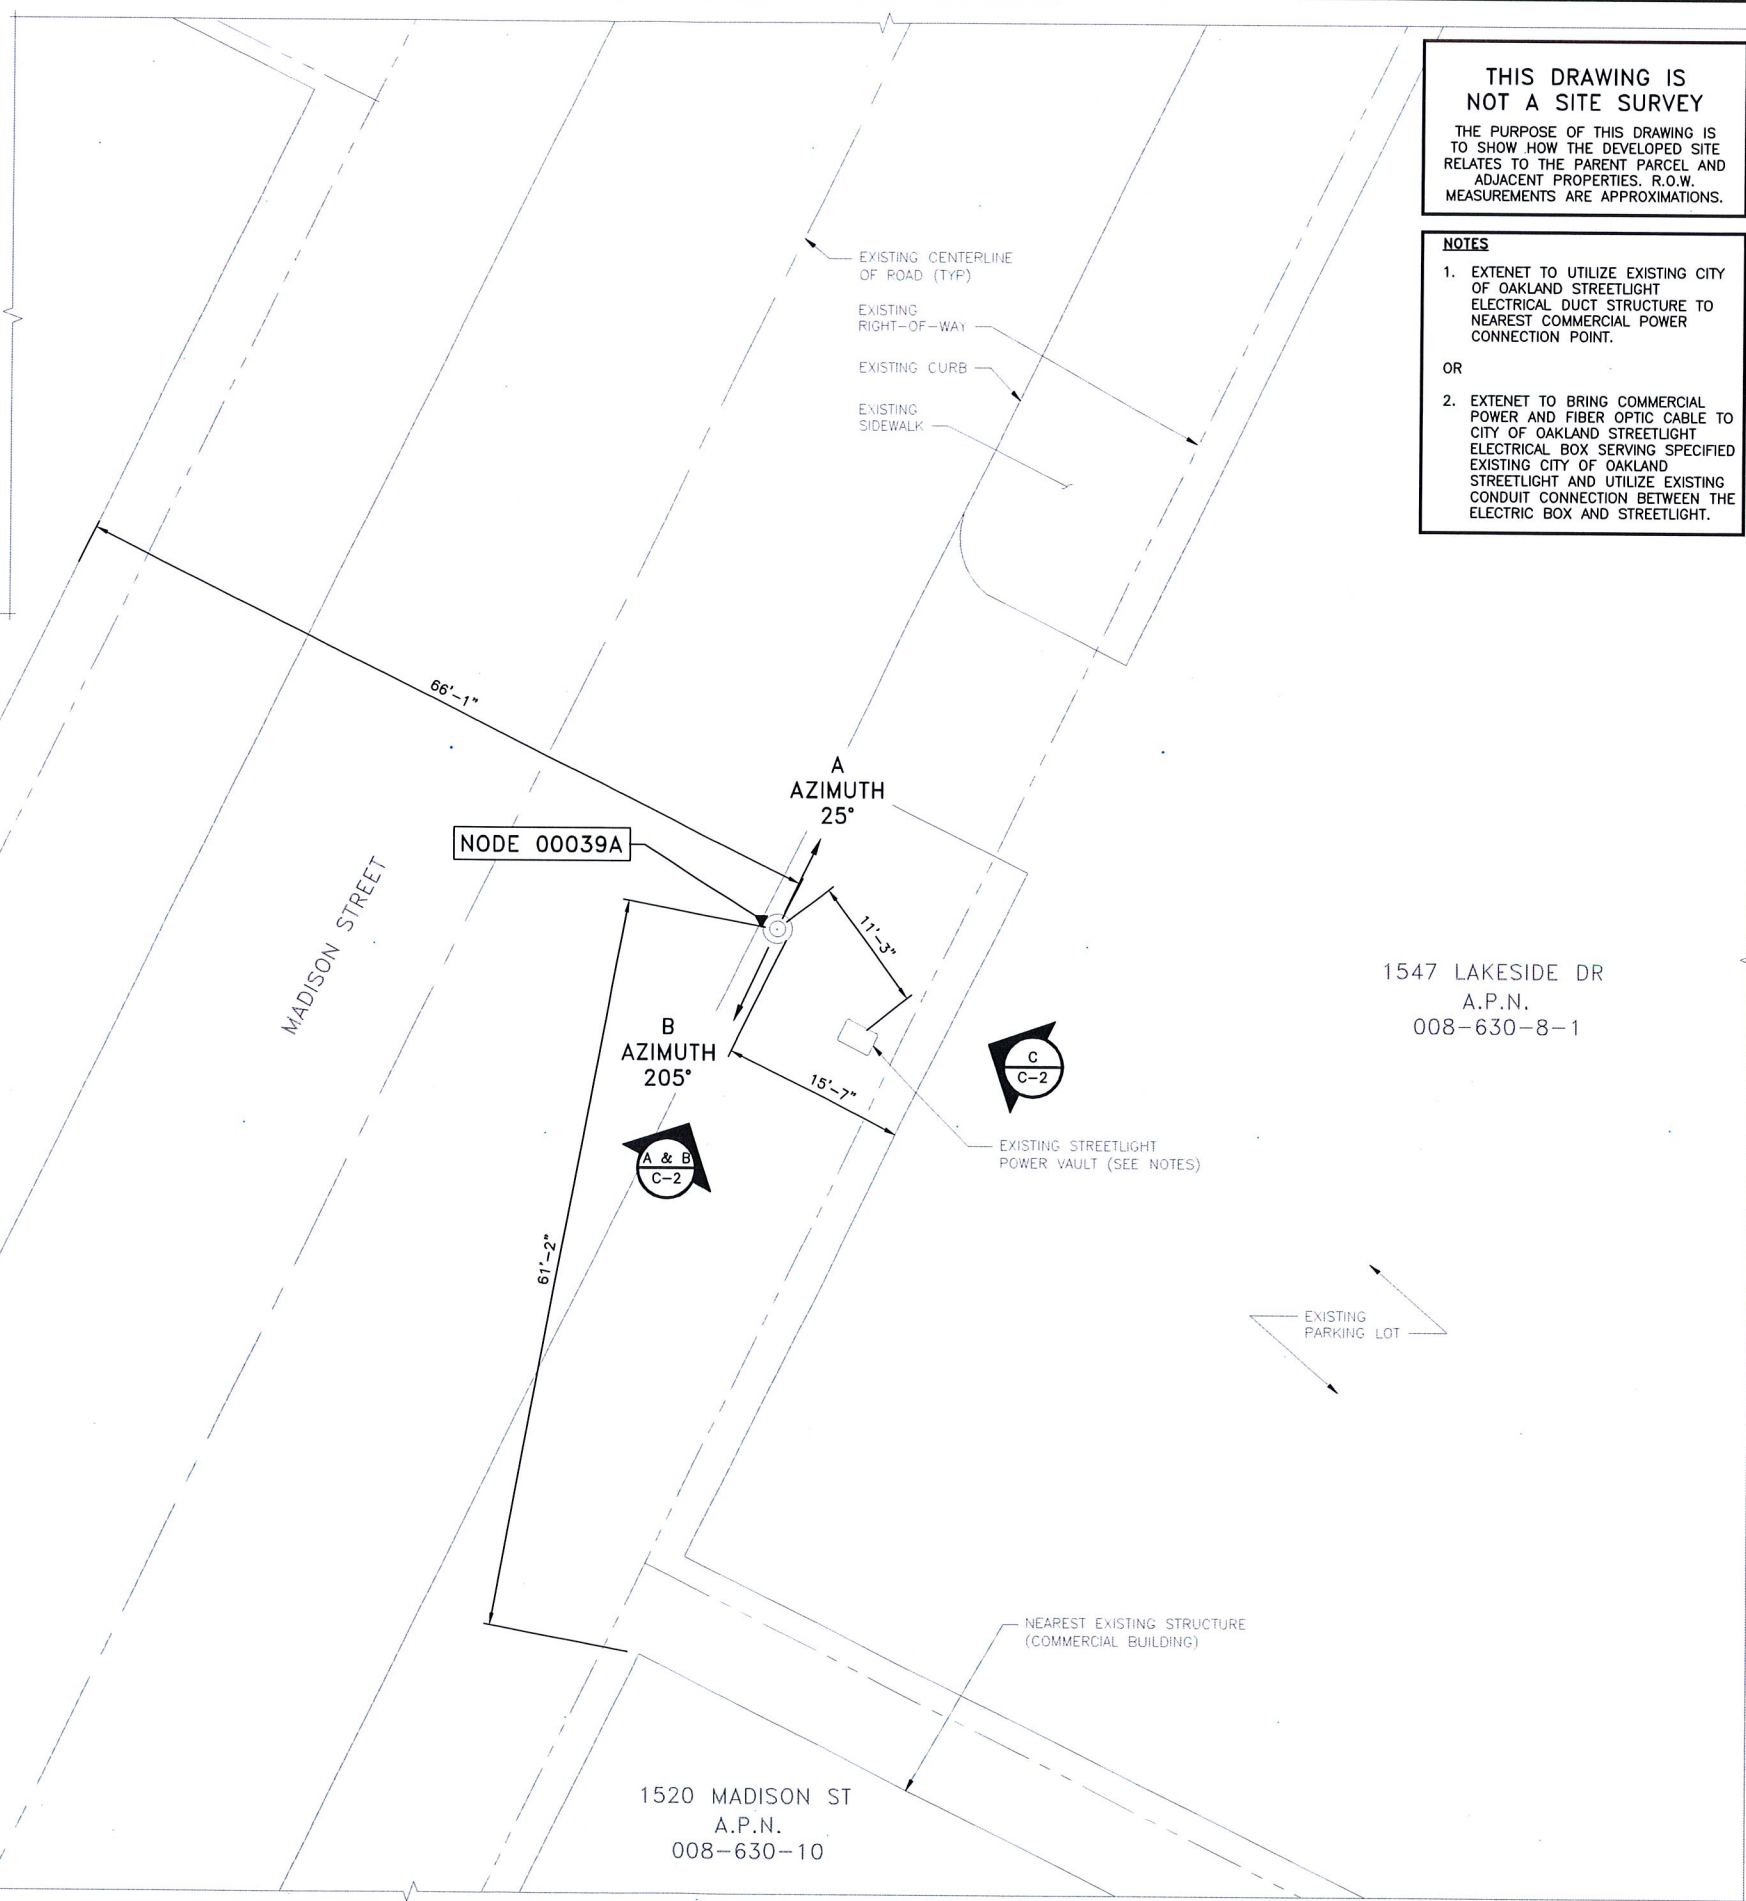 THIS DRAWING IS
NOT A SITE SURVEY
THE PURPOSE OF THIS DRAWING IS
TO SHOW HOW THE DEVELOPED SITE
RELATES TO THE PARENT PARCEL AND
ADJACENT PROPERTIES. R.O.W.
MEASUREMENTS ARE APPROXIMATIONS.
NOTES
1. EXTENET TO UTILIZE EXISTING CITY
OF OAKLAND STREETLIGHT
ELECTRICAL DUCT STRUCTURE TO
NEAREST COMMERCIAL POWER
CONNECTION POINT.
OR
2. EXTENET TO BRING COMMERCIAL
POWER AND FIBER OPTIC CABLE TO
CITY OF OAKLAND STREETLIGHT
ELECTRICAL BOX SERVING SPECIFIED
EXISTING CITY OF OAKLAND
STREETLIGHT AND UTILIZE EXISTING
CONDUIT CONNECTION BETWEEN THE
ELECTRIC BOX AND STREETLIGHT.
EXISTING CENTERLINE
OF ROAD (TYP)
EXISTING
RIGHT-OF-WAY
EXISTING CURB
EXISTING
SIDEWALK
66'-1"
A
AZIMUTH
25°
NODE 00039A
MADISON STREET
11'-3"
B
AZIMUTH
205°
15'-7"
C
C-2
A & B
C-2
61'-2"
1547 LAKESIDE DR
A.P.N.
008-630-8-1
EXISTING STREETLIGHT
POWER VAULT (SEE NOTES)
EXISTING
PARKING LOT
NEAREST EXISTING STRUCTURE
(COMMERCIAL BUILDING)
1520 MADISON ST
A.P.N.
008-630-10